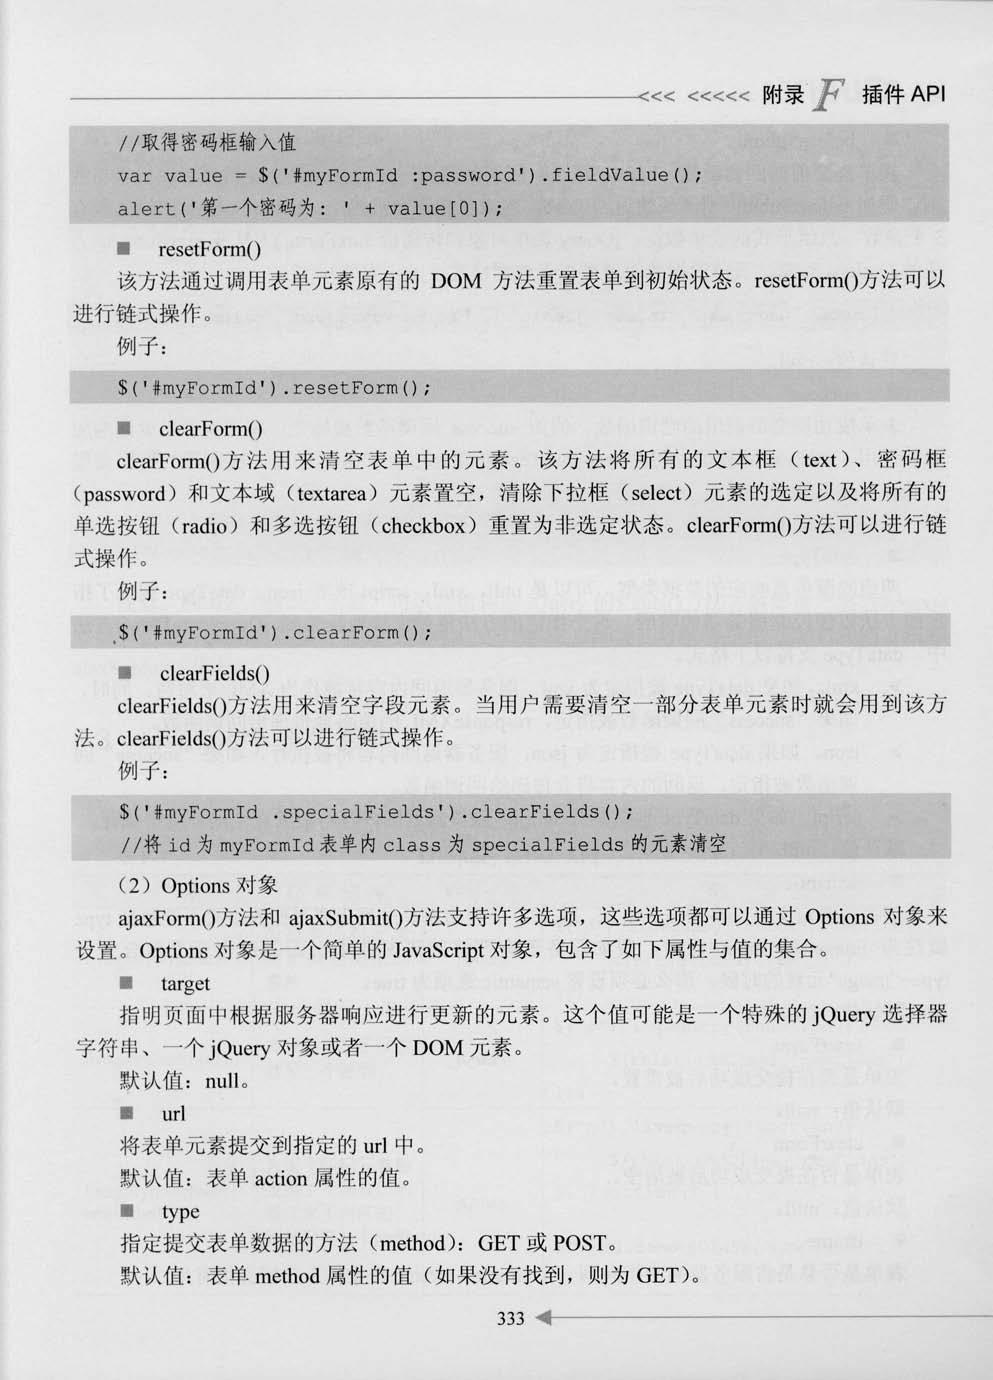 <<< <<<<< 附录 F 插件 API
//取得密码框输入值
var value = $('#myFormId :password').fieldValue();
alert('第一个密码为: ' + value[0]);
■ resetForm()
该方法通过调用表单元素原有的 DOM 方法重置表单到初始状态。resetForm()方法可以
进行链式操作。
例子：
$('#myFormId').resetForm();
■ clearForm()
clearForm()方法用来清空表单中的元素。该方法将所有的文本框（text）、密码框
（password）和文本域（textarea）元素置空，清除下拉框（select）元素的选定以及将所有的
单选按钮（radio）和多选按钮（checkbox）重置为非选定状态。clearForm()方法可以进行链
式操作。
例子：
$('#myFormId').clearForm();
■ clearFields()
clearFields()方法用来清空字段元素。当用户需要清空一部分表单元素时就会用到该方
法。clearFields()方法可以进行链式操作。
例子：
$('#myFormId .specialFields').clearFields();
//将 id 为 myFormId 表单内 class 为 specialFields 的元素清空
（2）Options 对象
ajaxForm()方法和 ajaxSubmit()方法支持许多选项，这些选项都可以通过 Options 对象来
设置。Options 对象是一个简单的 JavaScript 对象，包含了如下属性与值的集合。
■ target
指明页面中根据服务器响应进行更新的元素。这个值可能是一个特殊的 jQuery 选择器
字符串、一个 jQuery 对象或者一个 DOM 元素。
默认值：null。
■ url
将表单元素提交到指定的 url 中。
默认值：表单 action 属性的值。
■ type
指定提交表单数据的方法（method）：GET 或 POST。
默认值：表单 method 属性的值（如果没有找到，则为 GET）。
333